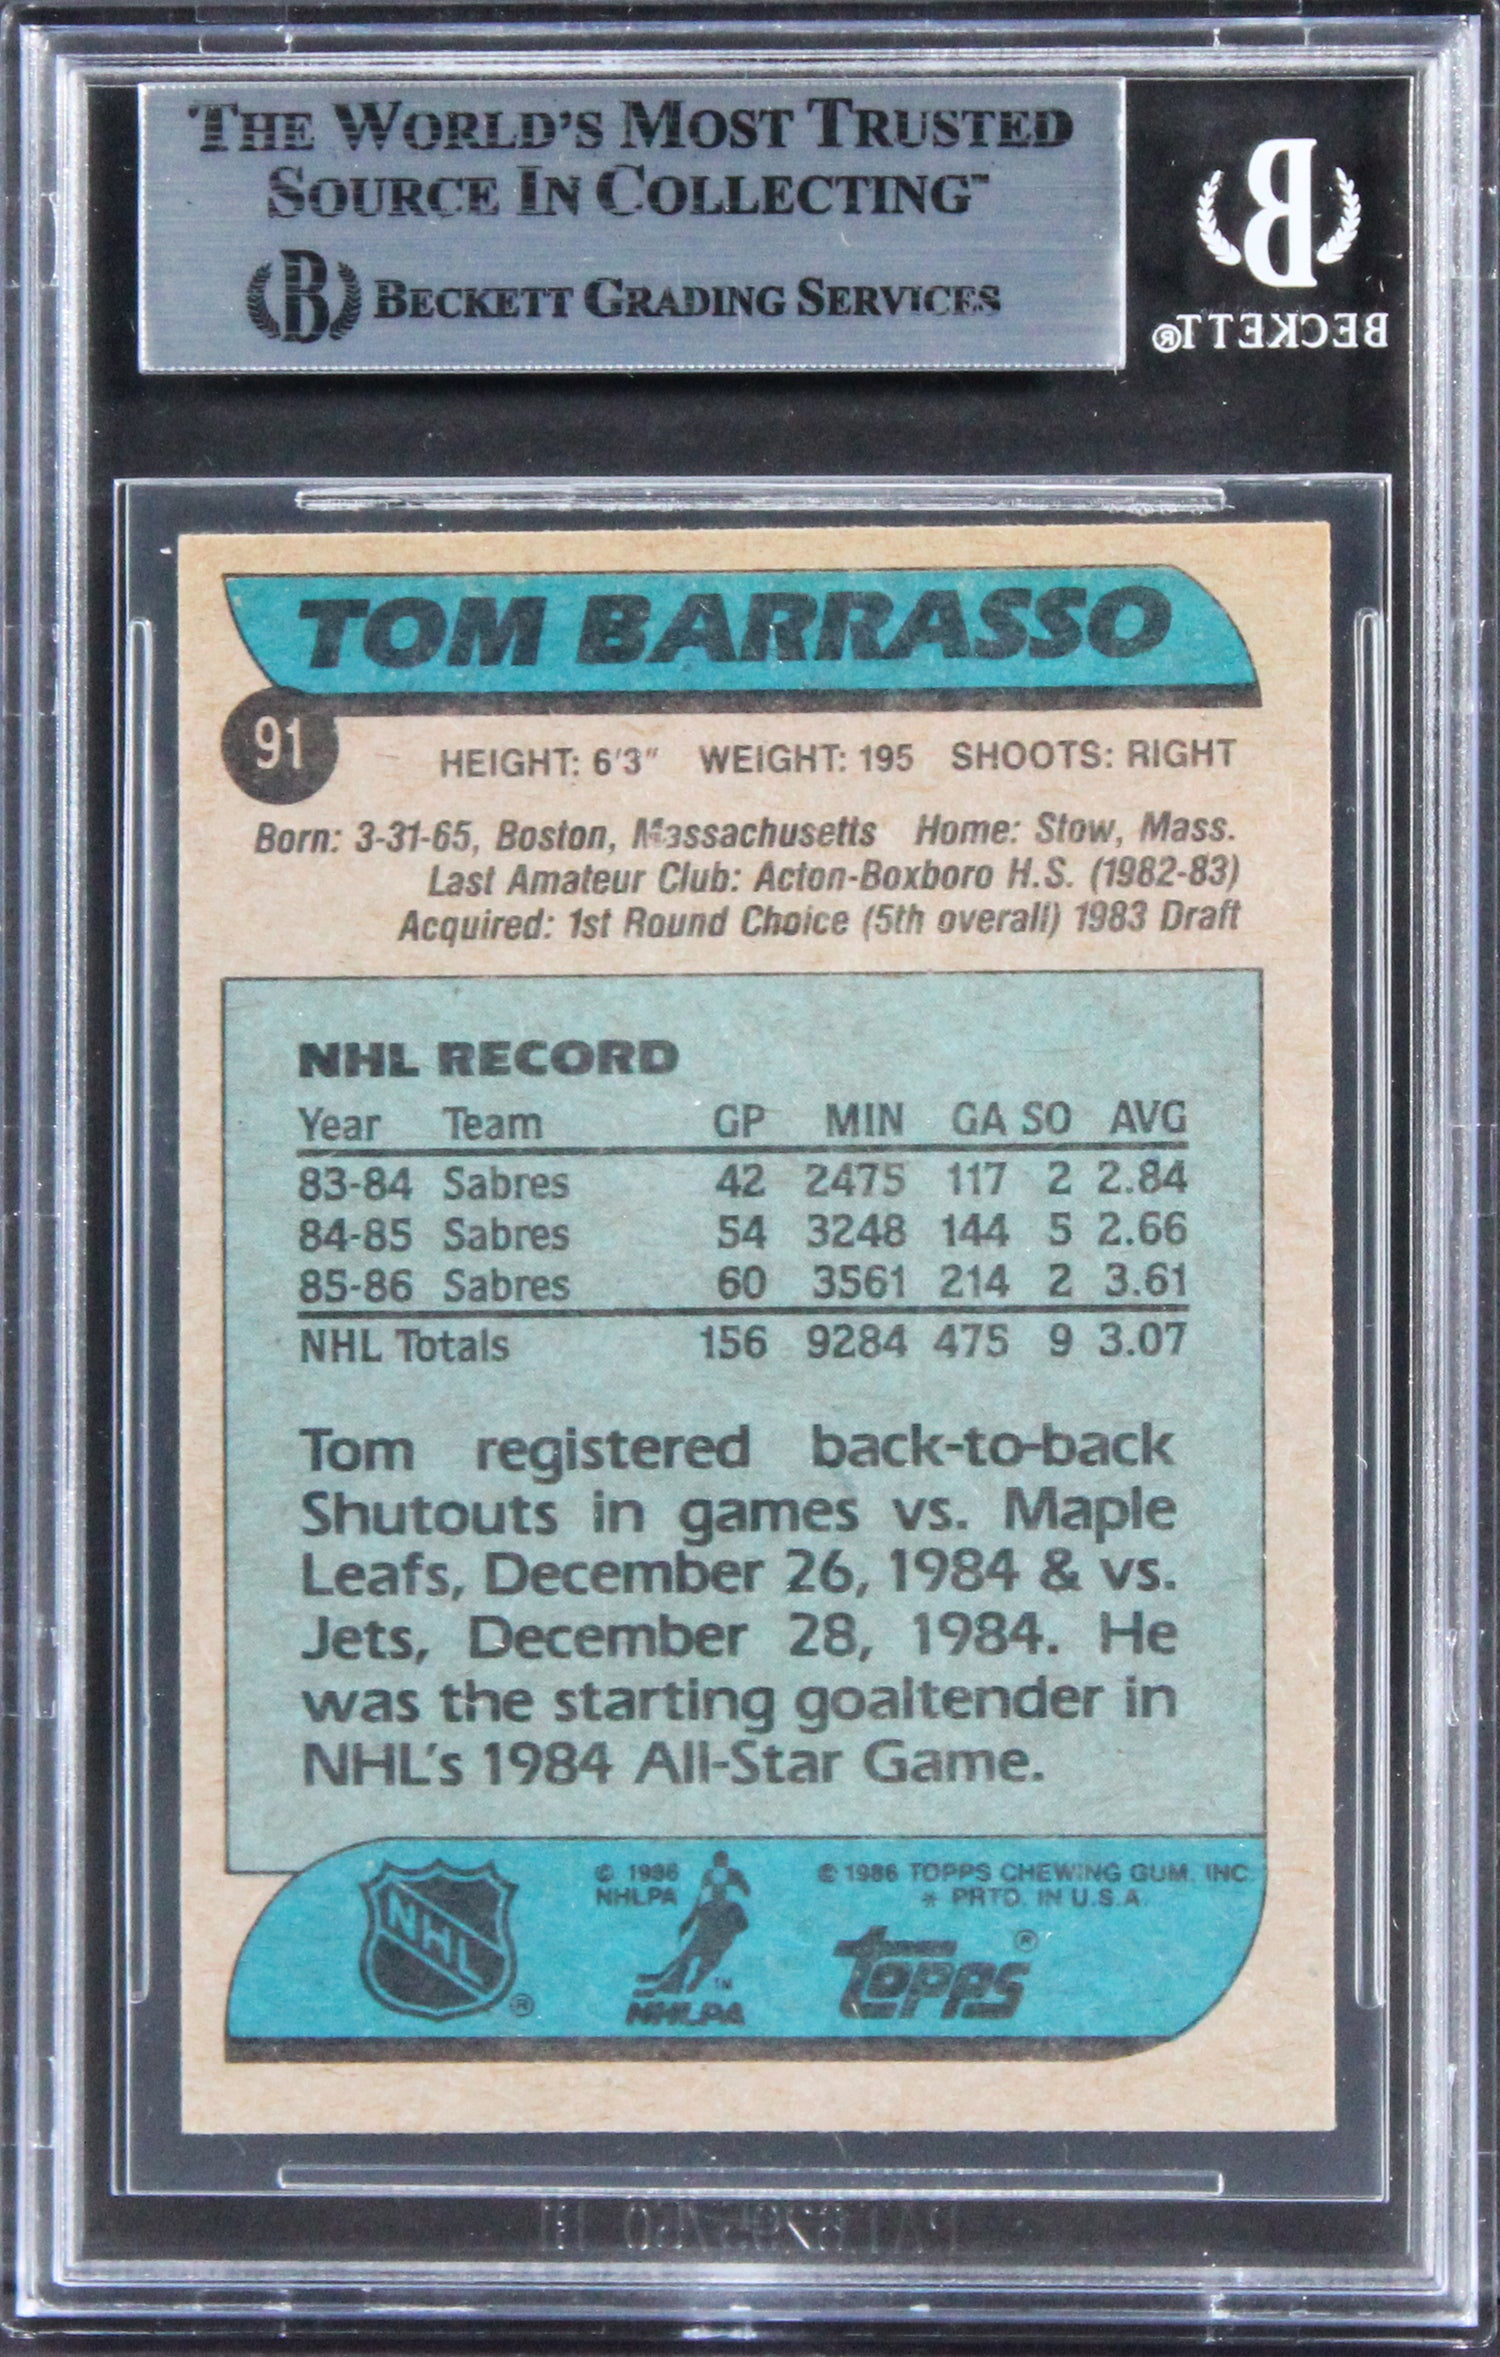 THE WORLD'S MOST TRUSTED
SOURCE IN COLLECTING™
B BECKETT GRADING SERVICES
B
BECKETT®
TOM BARRASSO
91
HEIGHT: 6'3" WEIGHT: 195 SHOOTS: RIGHT
Born: 3-31-65, Boston, Massachusetts Home: Stow, Mass.
Last Amateur Club: Acton-Boxboro H.S. (1982-83)
Acquired: 1st Round Choice (5th overall) 1983 Draft
NHL RECORD
Year Team GP MIN GA SO AVG
83-84 Sabres 42 2475 117 2 2.84
84-85 Sabres 54 3248 144 5 2.66
85-86 Sabres 60 3561 214 2 3.61
NHL Totals 156 9284 475 9 3.07
Tom registered back-to-back
Shutouts in games vs. Maple
Leafs, December 26, 1984 & vs.
Jets, December 28, 1984. He
was the starting goaltender in
NHL's 1984 All-Star Game.
NHL ®
© 1986
NHLPA
TM
NHLPA
© 1986 TOPPS CHEWING GUM, INC.
* PRTD. IN U.S.A.
Topps ®